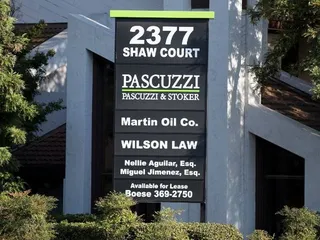 2377
SHAW COURT
PASCUZZI
PASCUZZI & STOKER
Martin Oil Co.
WILSON LAW
Nellie Aguilar, Esq.
Miguel Jimenez, Esq.
Available for Lease
Boese 369-2750